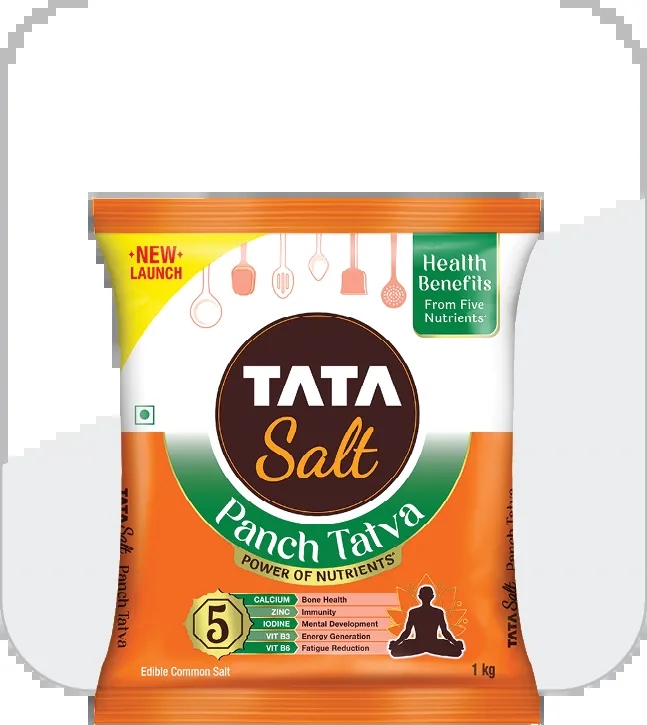 NEW
LAUNCH
Health
Benefits
From Five
Nutrients*
TATA
Salt
Panch Tatva
POWER OF NUTRIENTS*
5
CALCIUM Bone Health
ZINC Immunity
IODINE Mental Development
VIT B3 Energy Generation
VIT B6 Fatigue Reduction
Edible Common Salt
1 kg
TATA Salt Panch Tatva
TATA Salt Panch Tatva